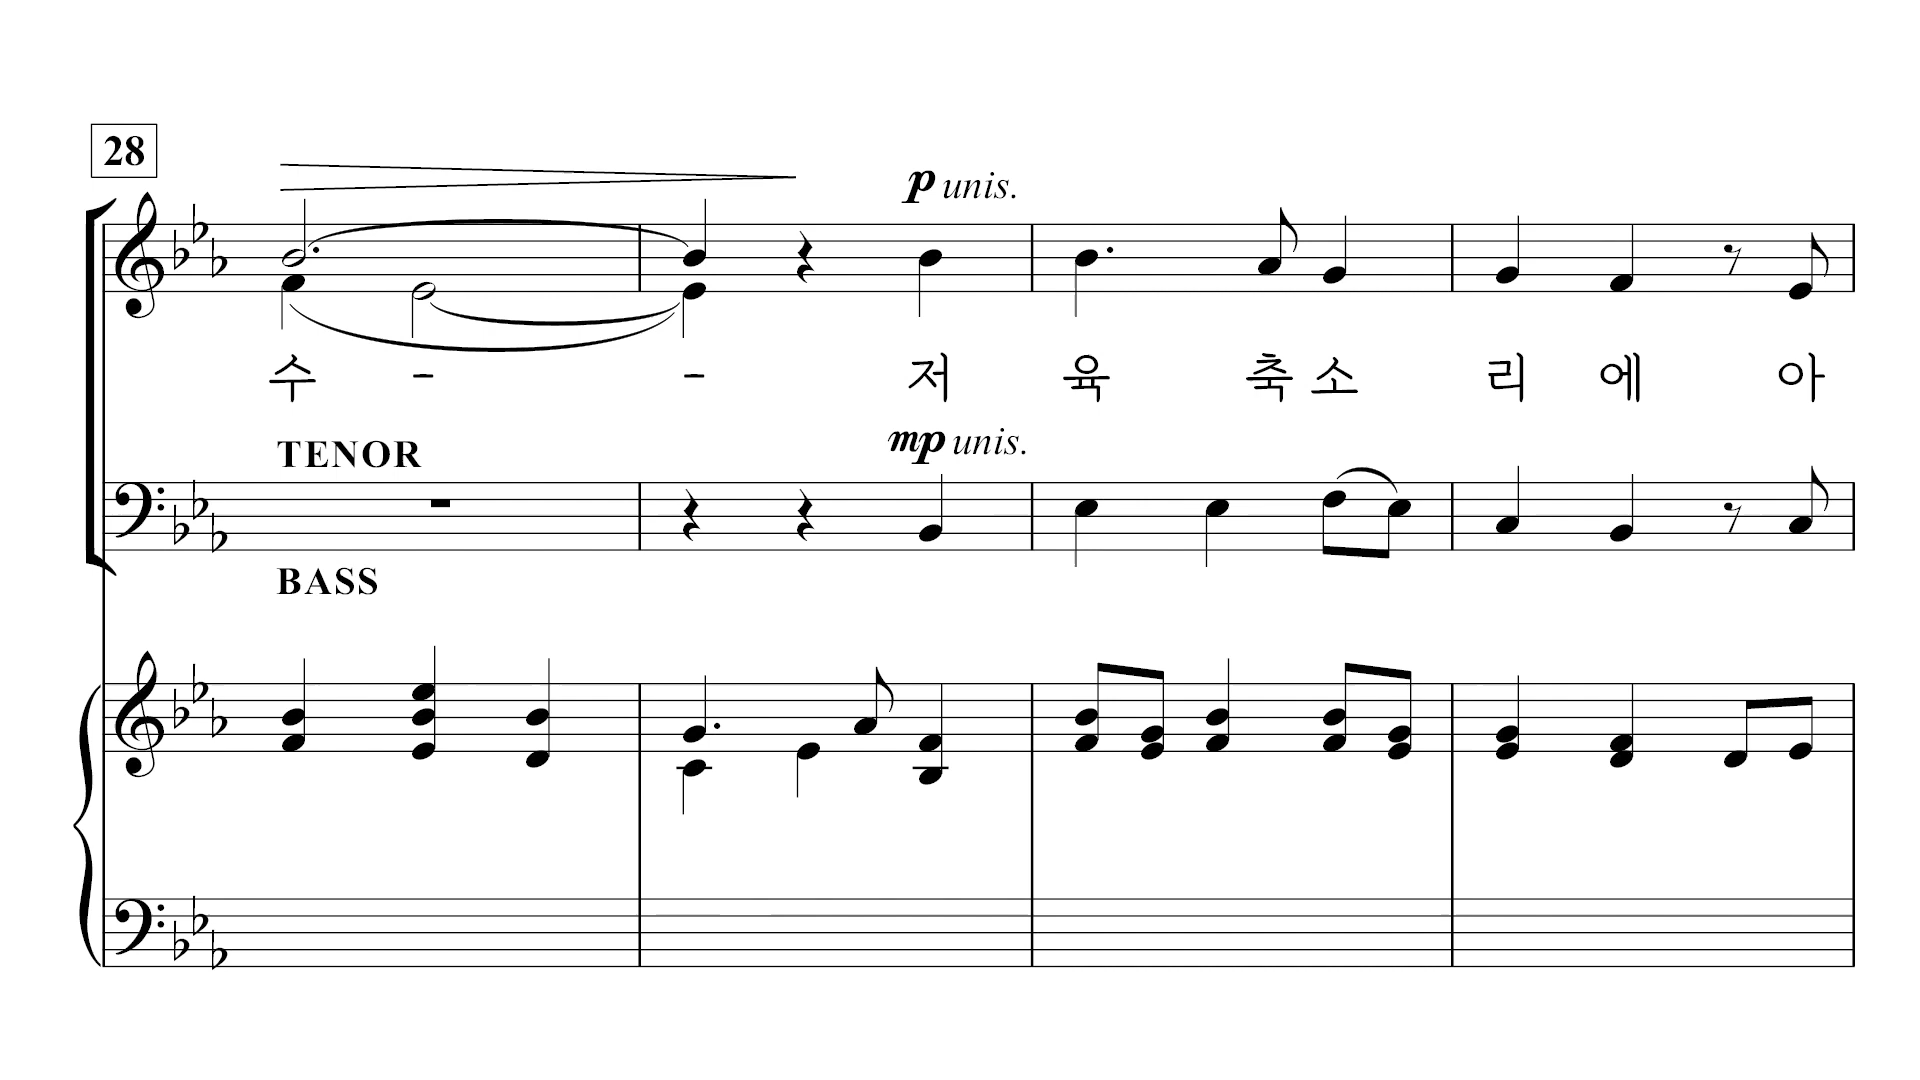 28
p unis.
수 - - 저 육 축 소 리 에 아
TENOR
mp unis.
BASS